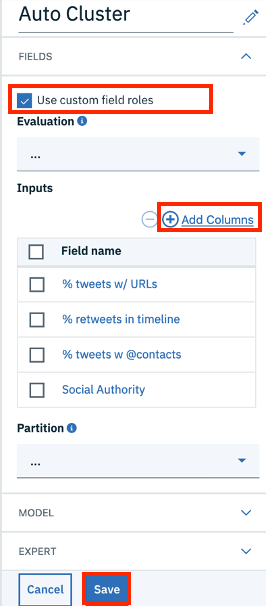 Auto Cluster
FIELDS
Use custom field roles
Evaluation
...
Inputs
Add Columns
Field name
% tweets w/ URLs
% retweets in timeline
% tweets w @contacts
Social Authority
Partition
...
MODEL
EXPERT
Cancel Save